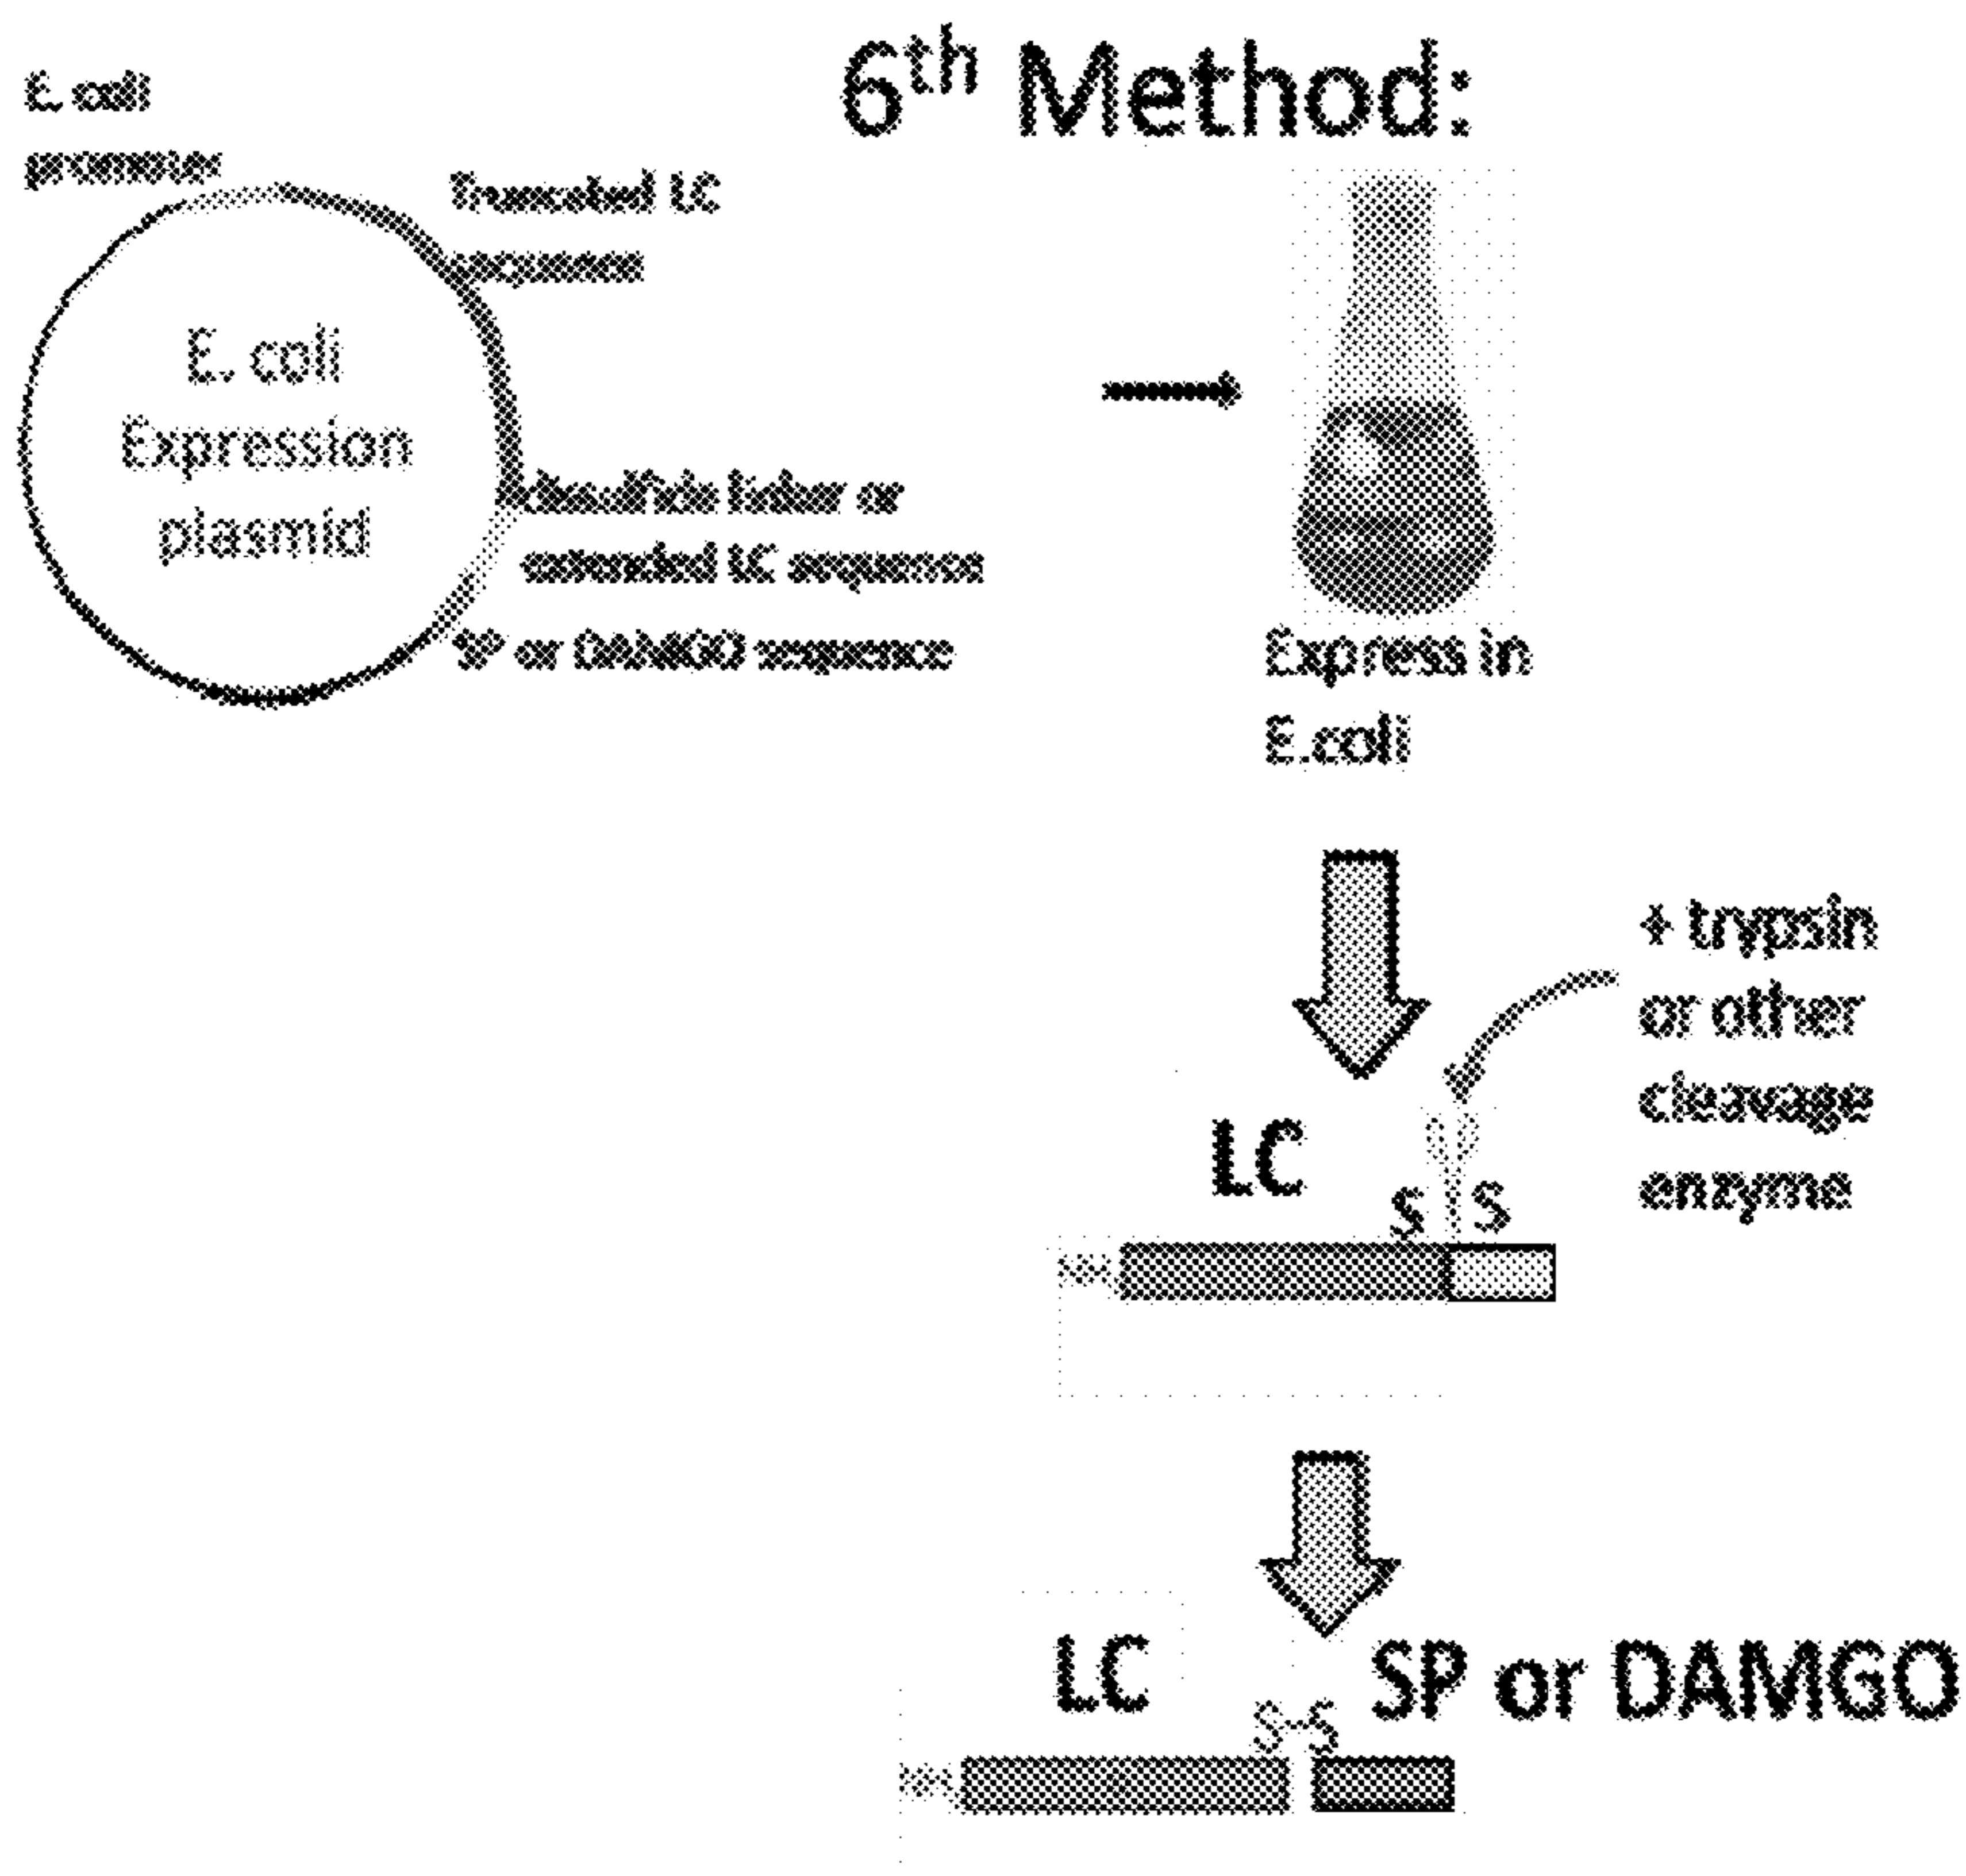 6th Method:
E. coli
promoter
Truncated LC
sequence
E. coli
Expression
plasmid
disulfide linker or
extended LC sequence
SP or DAMGO sequence
Express in
E.coli
+ trypsin
or other
cleavage
enzyme
LC
S S
LC
SP or DAMGO
S-S